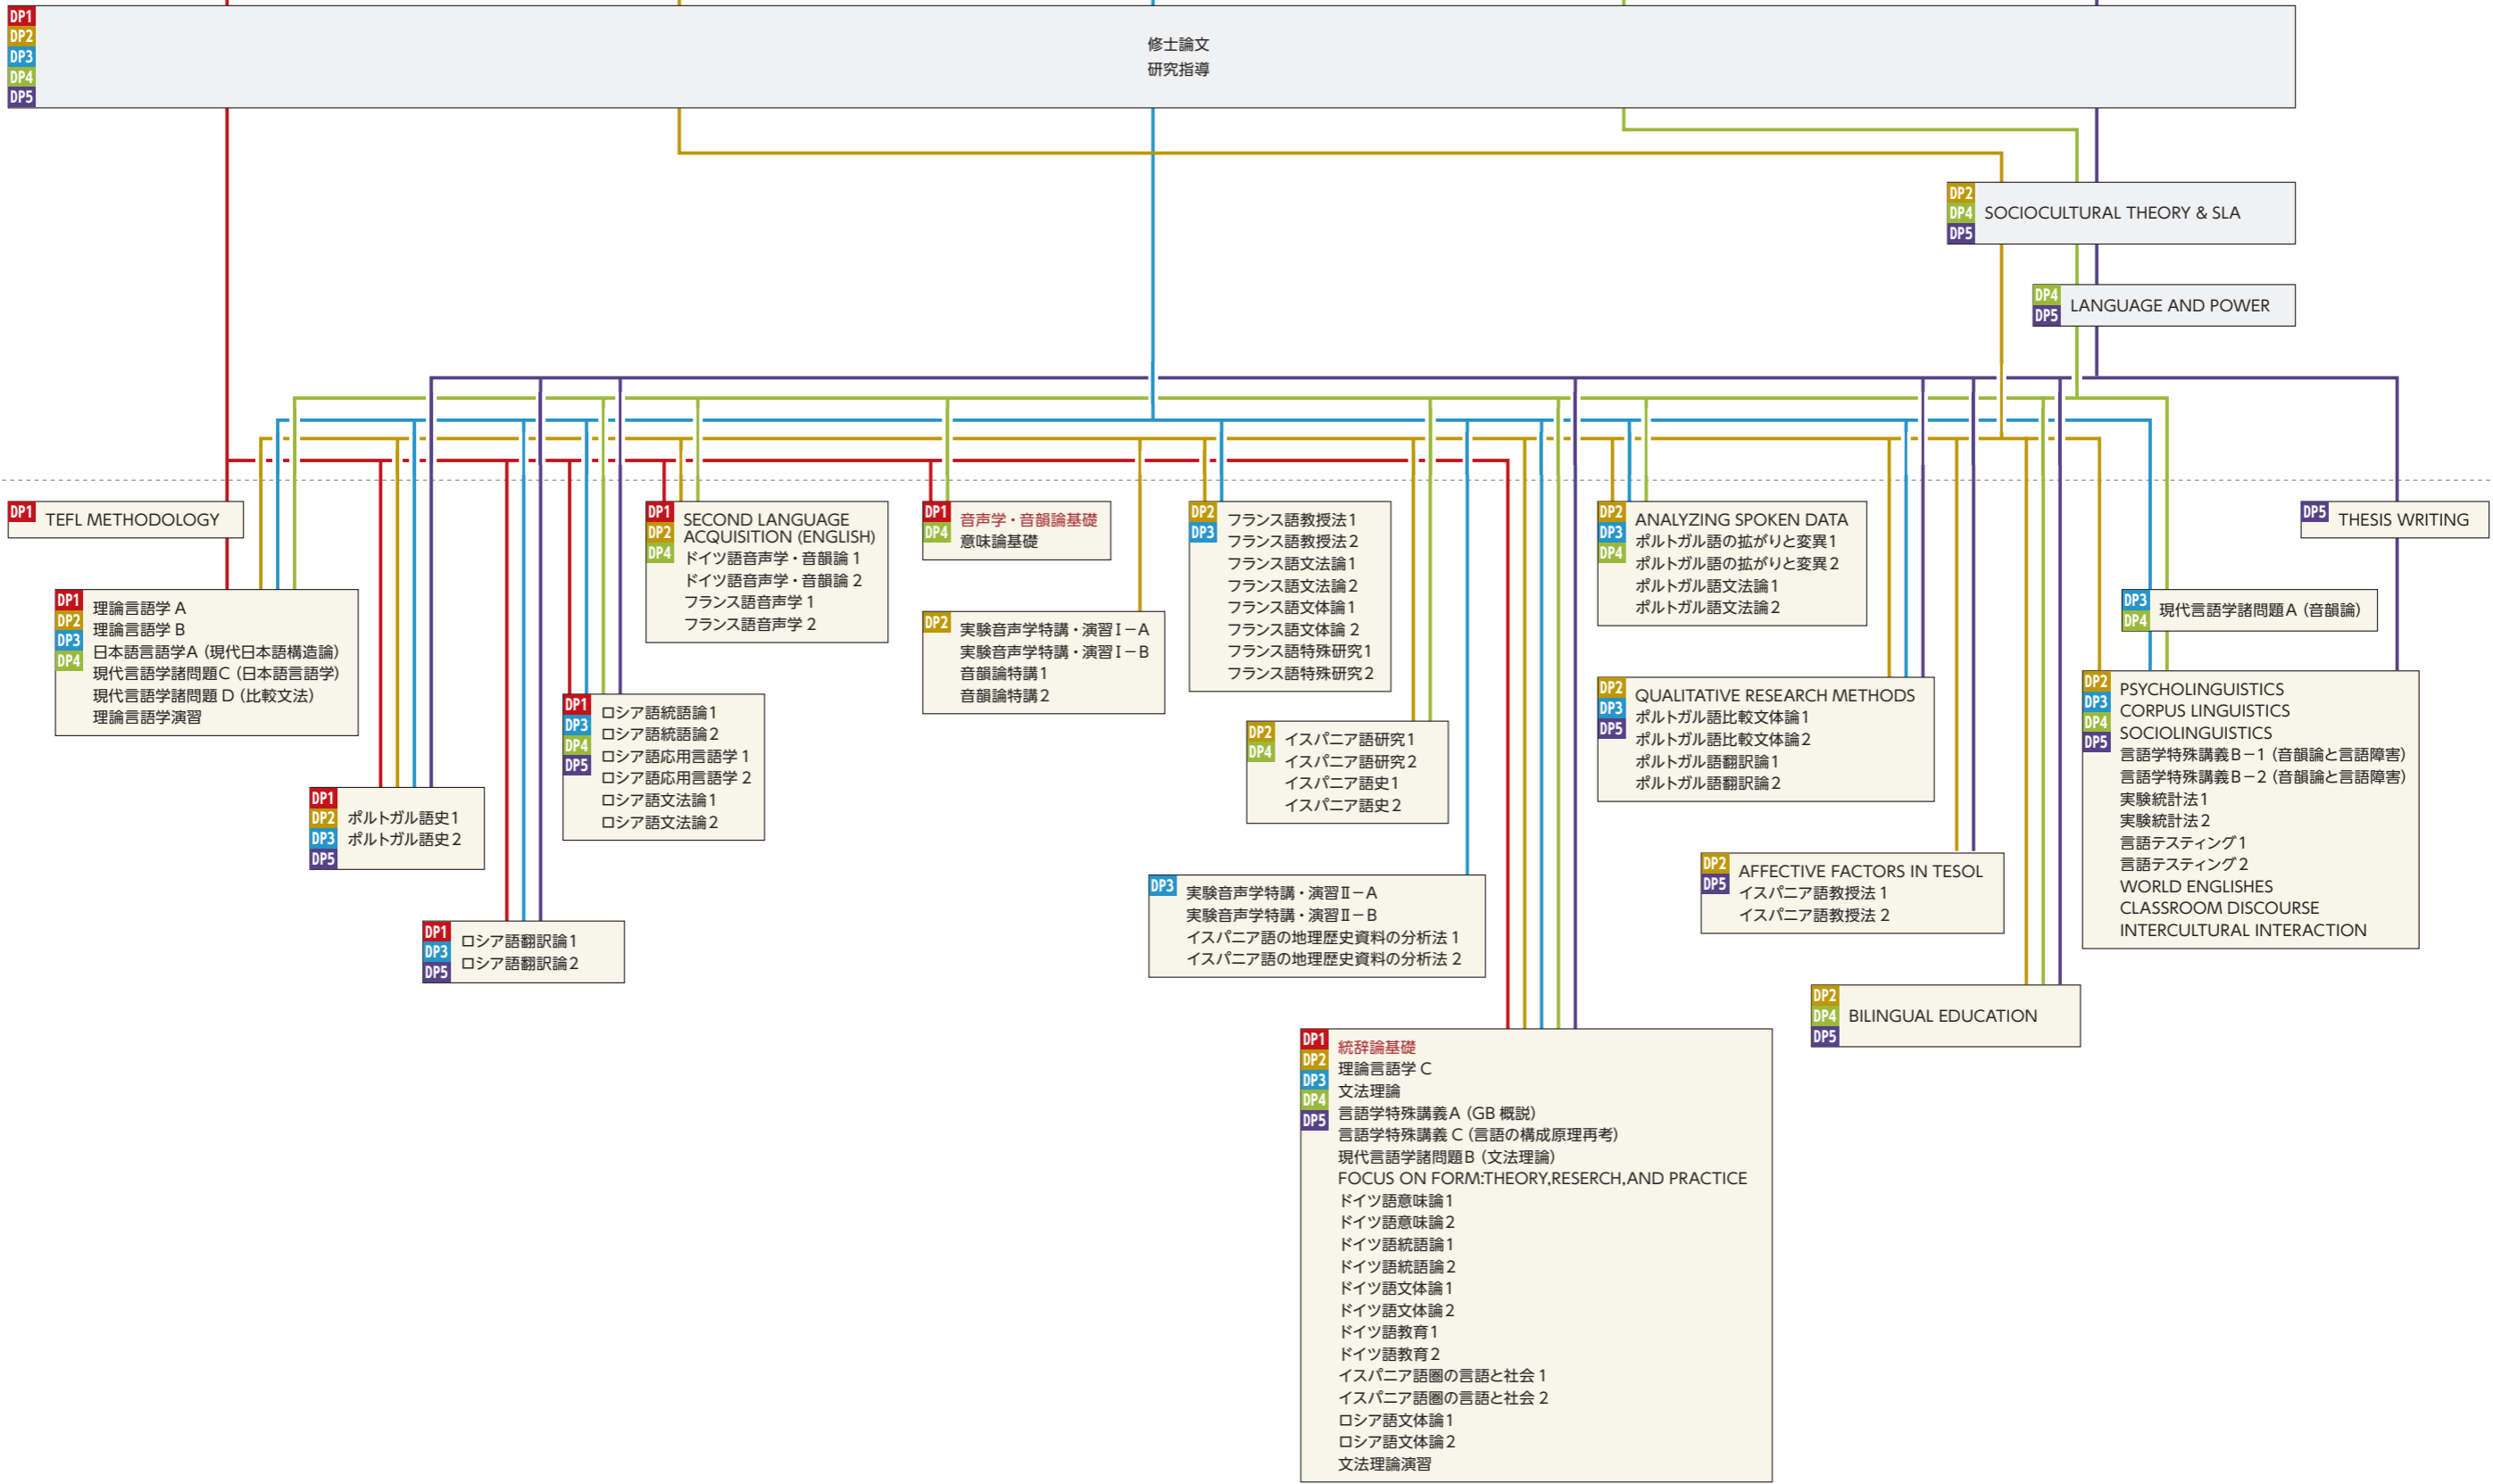 DP1
DP2
DP3
DP4
DP5
修士論文
研究指導
DP2
DP4
DP5
SOCIOCULTURAL THEORY & SLA
DP4
DP5
LANGUAGE AND POWER
DP1
TEFL METHODOLOGY
DP1
DP2
DP3
DP4
理論言語学 A
理論言語学 B
日本語言語学A（現代日本語構造論）
現代言語学諸問題C（日本語言語学）
現代言語学諸問題 D（比較文法）
理論言語学演習
DP1
DP2
DP3
DP5
ポルトガル語史1
ポルトガル語史2
DP1
DP3
DP5
ロシア語翻訳論1
ロシア語翻訳論2
DP1
DP3
DP4
DP5
ロシア語統語論1
ロシア語統語論2
ロシア語応用言語学 1
ロシア語応用言語学 2
ロシア語文法論1
ロシア語文法論2
DP1
DP2
DP4
SECOND LANGUAGE
ACQUISITION (ENGLISH)
ドイツ語音声学・音韻論 1
ドイツ語音声学・音韻論 2
フランス語音声学 1
フランス語音声学 2
DP1
DP4
音声学・音韻論基礎
意味論基礎
DP2
実験音声学特講・演習Ⅰ－A
実験音声学特講・演習Ⅰ－B
音韻論特講1
音韻論特講2
DP2
DP3
フランス語教授法1
フランス語教授法2
フランス語文法論1
フランス語文法論2
フランス語文体論1
フランス語文体論 2
フランス語特殊研究1
フランス語特殊研究2
DP2
DP4
イスパニア語研究1
イスパニア語研究2
イスパニア語史1
イスパニア語史2
DP3
実験音声学特講・演習Ⅱ－A
実験音声学特講・演習Ⅱ－B
イスパニア語の地理歴史資料の分析法 1
イスパニア語の地理歴史資料の分析法 2
DP1
DP2
DP3
DP4
DP5
統辞論基礎
理論言語学 C
文法理論
言語学特殊講義A（GB 概説）
言語学特殊講義 C（言語の構成原理再考）
現代言語学諸問題B（文法理論）
FOCUS ON FORM:THEORY,RESERCH,AND PRACTICE
ドイツ語意味論1
ドイツ語意味論2
ドイツ語統語論1
ドイツ語統語論2
ドイツ語文体論1
ドイツ語文体論2
ドイツ語教育1
ドイツ語教育2
イスパニア語圏の言語と社会 1
イスパニア語圏の言語と社会 2
ロシア語文体論1
ロシア語文体論2
文法理論演習
DP2
DP3
DP4
ANALYZING SPOKEN DATA
ポルトガル語の拡がりと変異1
ポルトガル語の拡がりと変異2
ポルトガル語文法論1
ポルトガル語文法論2
DP2
DP3
DP5
QUALITATIVE RESEARCH METHODS
ポルトガル語比較文体論1
ポルトガル語比較文体論2
ポルトガル語翻訳論1
ポルトガル語翻訳論2
DP2
DP5
AFFECTIVE FACTORS IN TESOL
イスパニア語教授法 1
イスパニア語教授法 2
DP2
DP4
DP5
BILINGUAL EDUCATION
DP5
THESIS WRITING
DP3
DP4
現代言語学諸問題A（音韻論）
DP2
DP3
DP4
DP5
PSYCHOLINGUISTICS
CORPUS LINGUISTICS
SOCIOLINGUISTICS
言語学特殊講義B－1（音韻論と言語障害）
言語学特殊講義B－2（音韻論と言語障害）
実験統計法1
実験統計法2
言語テスティング1
言語テスティング2
WORLD ENGLISHES
CLASSROOM DISCOURSE
INTERCULTURAL INTERACTION